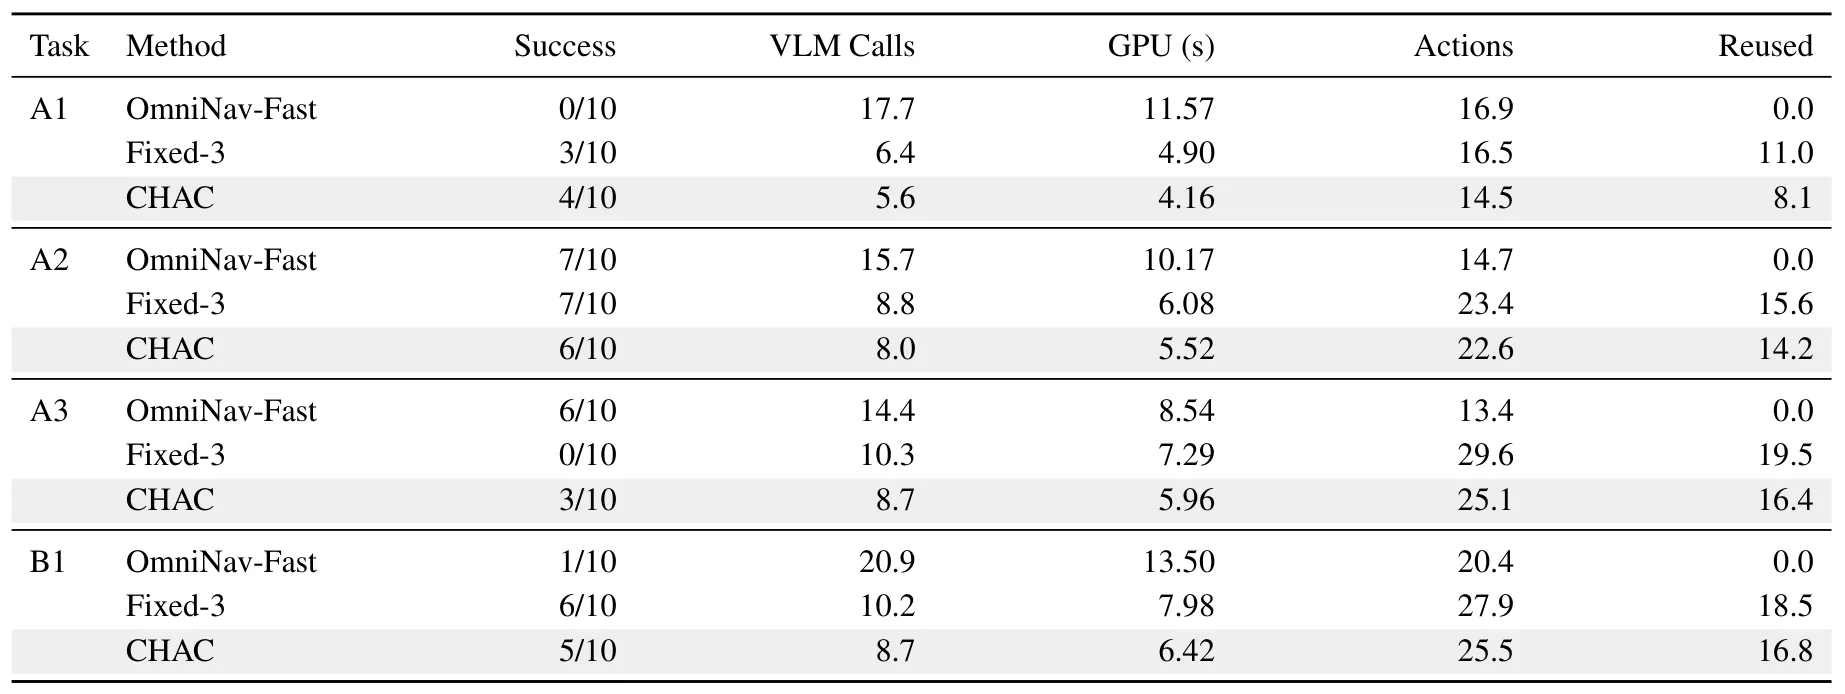 Task Method Success VLM Calls GPU (s) Actions Reused
A1 OmniNav-Fast 0/10 17.7 11.57 16.9 0.0
Fixed-3 3/10 6.4 4.90 16.5 11.0
CHAC 4/10 5.6 4.16 14.5 8.1
A2 OmniNav-Fast 7/10 15.7 10.17 14.7 0.0
Fixed-3 7/10 8.8 6.08 23.4 15.6
CHAC 6/10 8.0 5.52 22.6 14.2
A3 OmniNav-Fast 6/10 14.4 8.54 13.4 0.0
Fixed-3 0/10 10.3 7.29 29.6 19.5
CHAC 3/10 8.7 5.96 25.1 16.4
B1 OmniNav-Fast 1/10 20.9 13.50 20.4 0.0
Fixed-3 6/10 10.2 7.98 27.9 18.5
CHAC 5/10 8.7 6.42 25.5 16.8